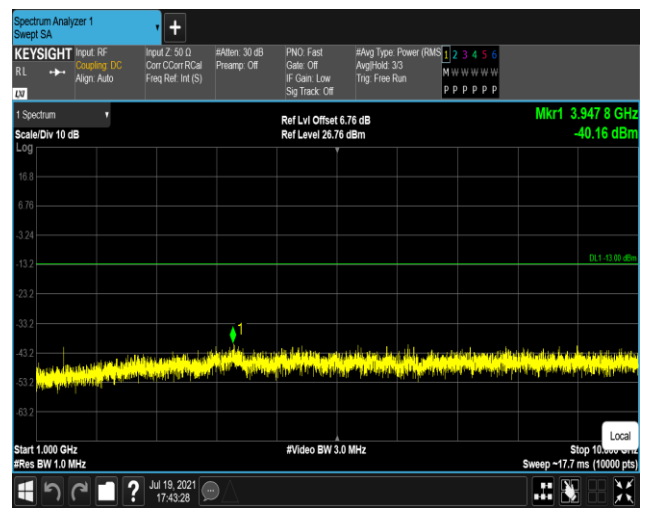 Spectrum Analyzer 1
Swept SA
+
KEYSIGHT
RL
LXI
Input: RF
Coupling: DC
Align: Auto
Input Z: 50 Ω
Corr CCorr RCal
Freq Ref: Int (S)
#Atten: 30 dB
Preamp: Off
PNO: Fast
Gate: Off
IF Gain: Low
Sig Track: Off
#Avg Type: Power (RMS
Avg|Hold: 3/3
Trig: Free Run
1 2 3 4 5 6
M W W W W W
P P P P P P
1 Spectrum
Scale/Div 10 dB
Log
Ref Lvl Offset 6.76 dB
Ref Level 26.76 dBm
Mkr1 3.947 8 GHz
-40.16 dBm
16.8
6.76
-3.24
-13.2
DL1 -13.00 dBm
-23.2
-33.2
1
-43.2
-53.2
-63.2
Local
Start 1.000 GHz
#Res BW 1.0 MHz
#Video BW 3.0 MHz
Stop 10.000 GHz
Sweep ~17.7 ms (10000 pts)
?
Jul 19, 2021
17:43:28